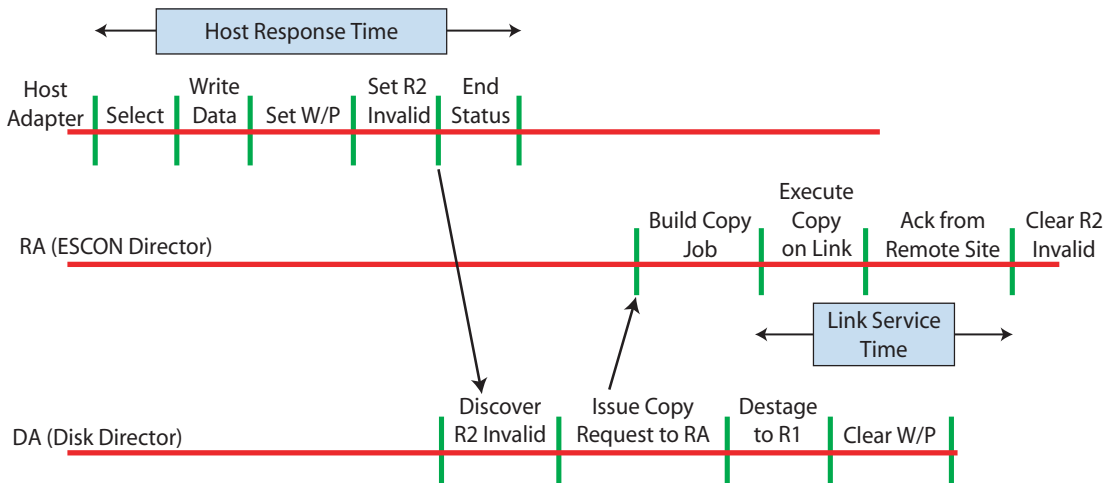 Host Response Time
Host
Adapter
Select
Write
Data
Set W/P
Set R2
Invalid
End
Status
RA (ESCON Director)
Build Copy
Job
Execute
Copy
on Link
Ack from
Remote Site
Clear R2
Invalid
Link Service
Time
DA (Disk Director)
Discover
R2 Invalid
Issue Copy
Request to RA
Destage
to R1
Clear W/P